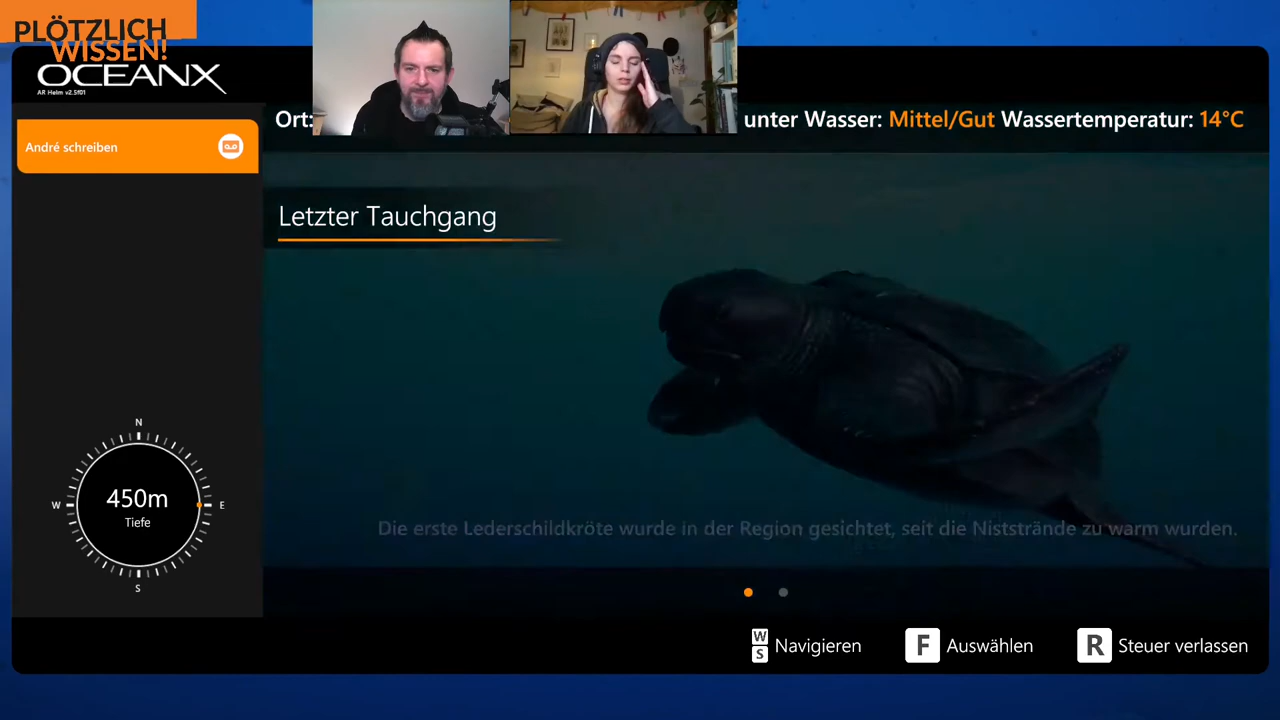 PLÖTZLICH
WISSEN!
OCEANX
AR Helm v2.5f01
Ort:
unter Wasser: Mittel/Gut Wassertemperatur: 14°C
André schreiben
Letzter Tauchgang
N
W
E
S
450m
Tiefe
Die erste Lederschildkröte wurde in der Region gesichtet, seit die Niststrände zu warm wurden.
W
S
Navigieren
F
Auswählen
R
Steuer verlassen